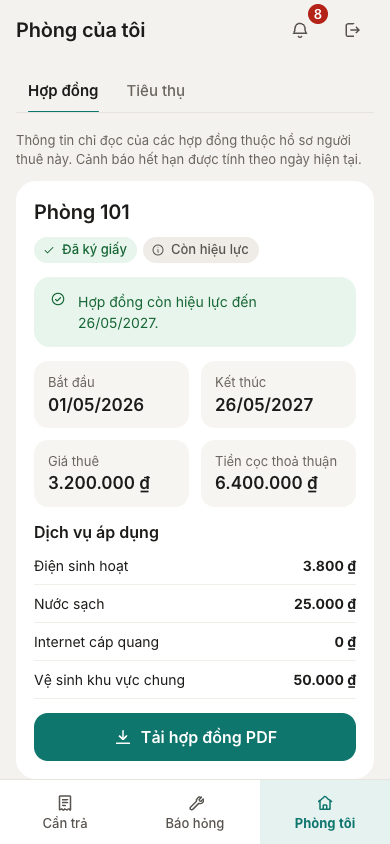 Phòng của tôi
8
Hợp đồng
Tiêu thụ
Thông tin chỉ đọc của các hợp đồng thuộc hồ sơ người
thuê này. Cảnh báo hết hạn được tính theo ngày hiện tại.
Phòng 101
Đã ký giấy
Còn hiệu lực
Hợp đồng còn hiệu lực đến
26/05/2027.
Bắt đầu
01/05/2026
Kết thúc
26/05/2027
Giá thuê
3.200.000 ₫
Tiền cọc thoả thuận
6.400.000 ₫
Dịch vụ áp dụng
Điện sinh hoạt 3.800 ₫
Nước sạch 25.000 ₫
Internet cáp quang 0 ₫
Vệ sinh khu vực chung 50.000 ₫
Tải hợp đồng PDF
Cần trả
Báo hỏng
Phòng tôi